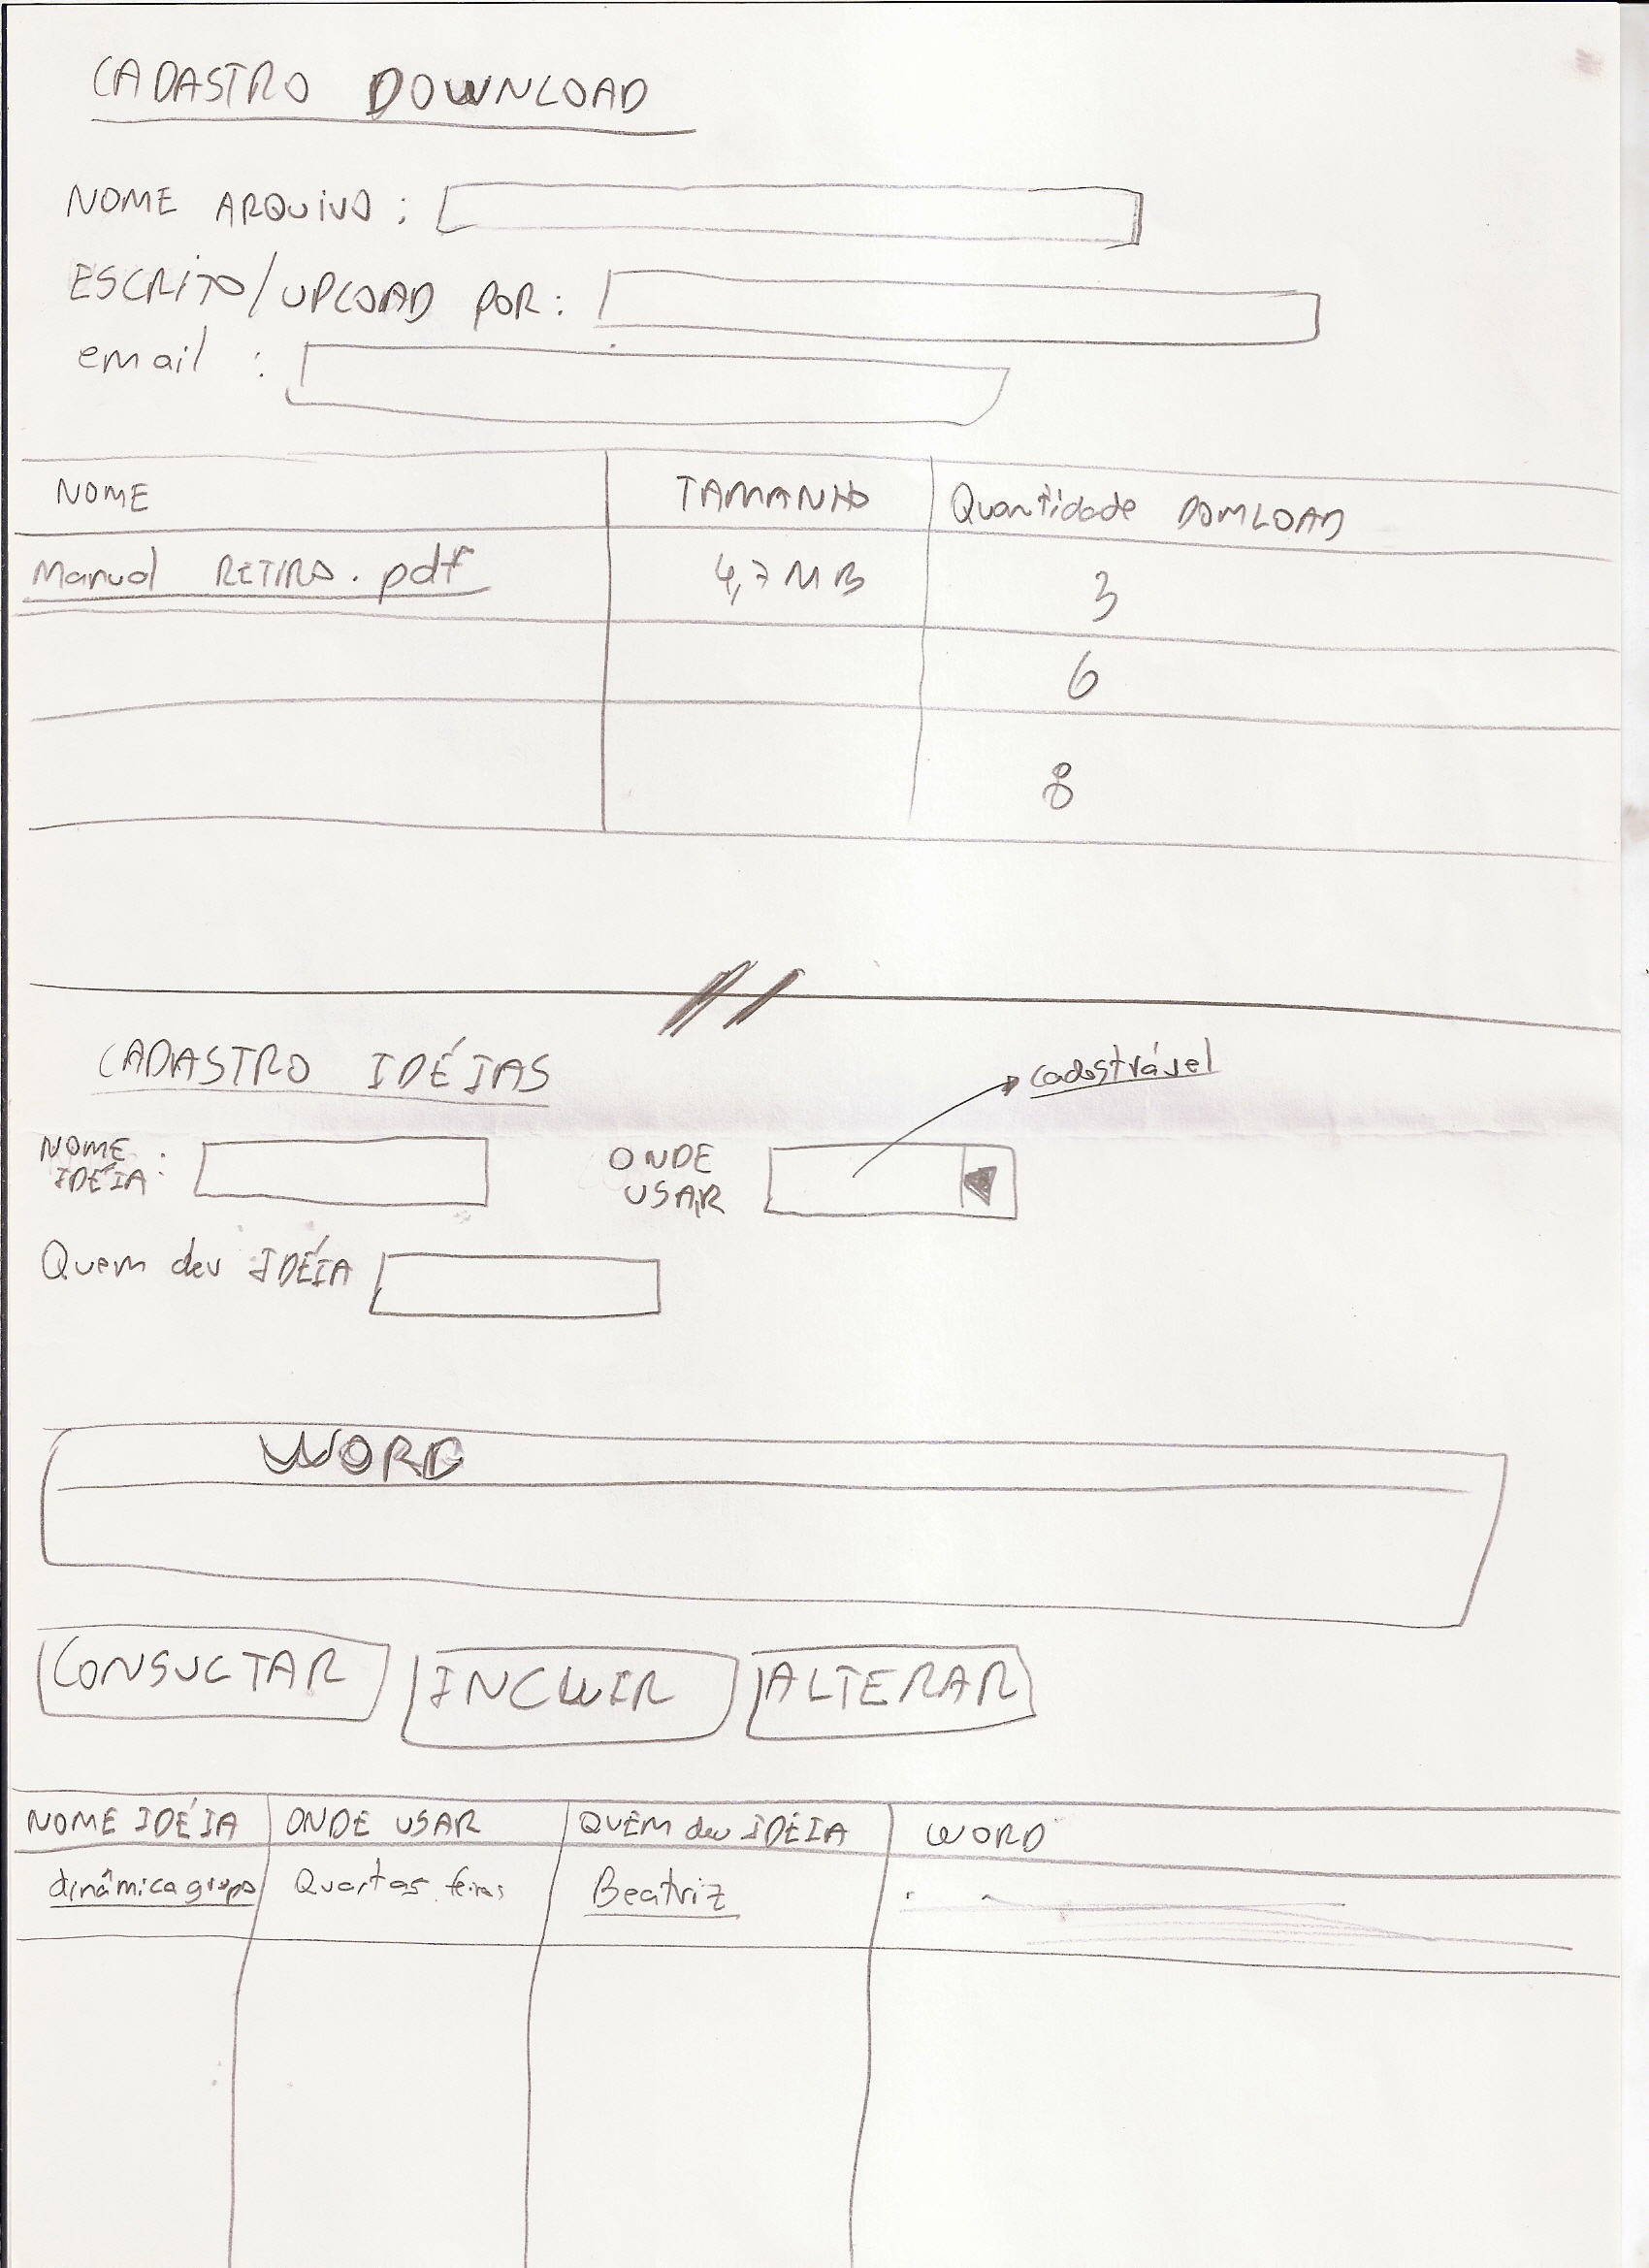 CADASTRO DOWNLOAD
NOME ARQUIVO :
ESCRITO/UPLOAD POR :
email :
NOME TAMANHO Quantidade DOMLOAD
Manual RETIRO.pdf 4,7 MB 3
6
8
CADASTRO IDÉIAS
cadastrável
NOME IDÉIA : ONDE USAR
Quem deu IDÉIA
WORD
CONSULTAR INCLUIR ALTERAR
NOME IDÉIA ONDE USAR QUEM deu IDÉIA WORD
dinâmica grupo Quartas feiras Beatriz